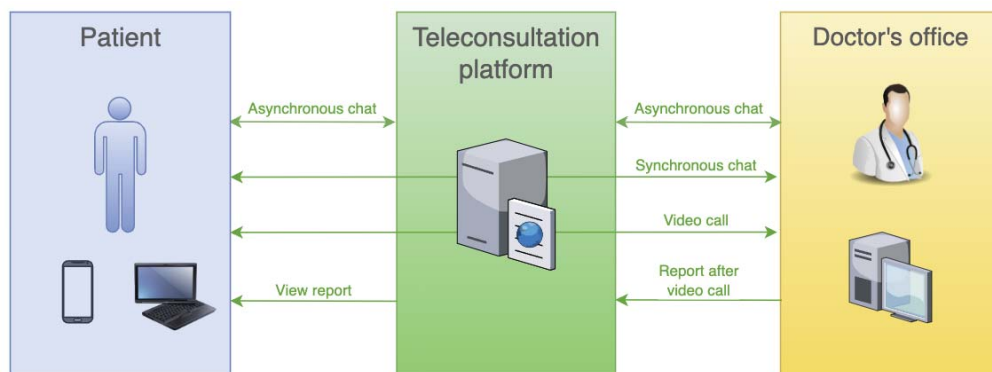 Patient
Teleconsultation
platform
Doctor's office
Asynchronous chat
Asynchronous chat
Synchronous chat
Video call
View report
Report after
video call